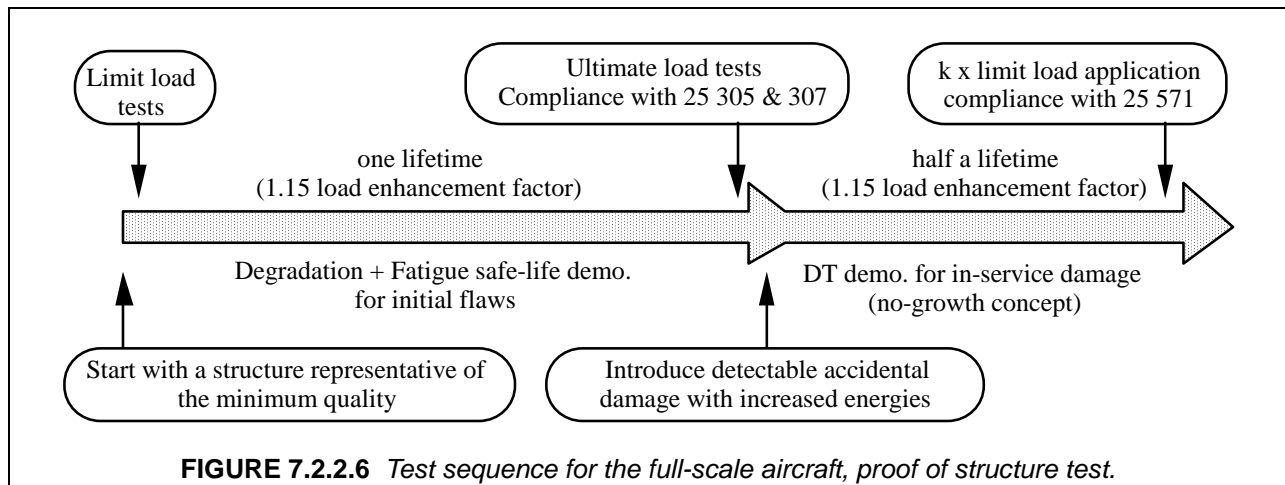 Limit load
tests
Ultimate load tests
Compliance with 25 305 & 307
k x limit load application
compliance with 25 571
one lifetime
(1.15 load enhancement factor)
half a lifetime
(1.15 load enhancement factor)
Degradation + Fatigue safe-life demo.
for initial flaws
DT demo. for in-service damage
(no-growth concept)
Start with a structure representative of
the minimum quality
Introduce detectable accidental
damage with increased energies
FIGURE 7.2.2.6 Test sequence for the full-scale aircraft, proof of structure test.